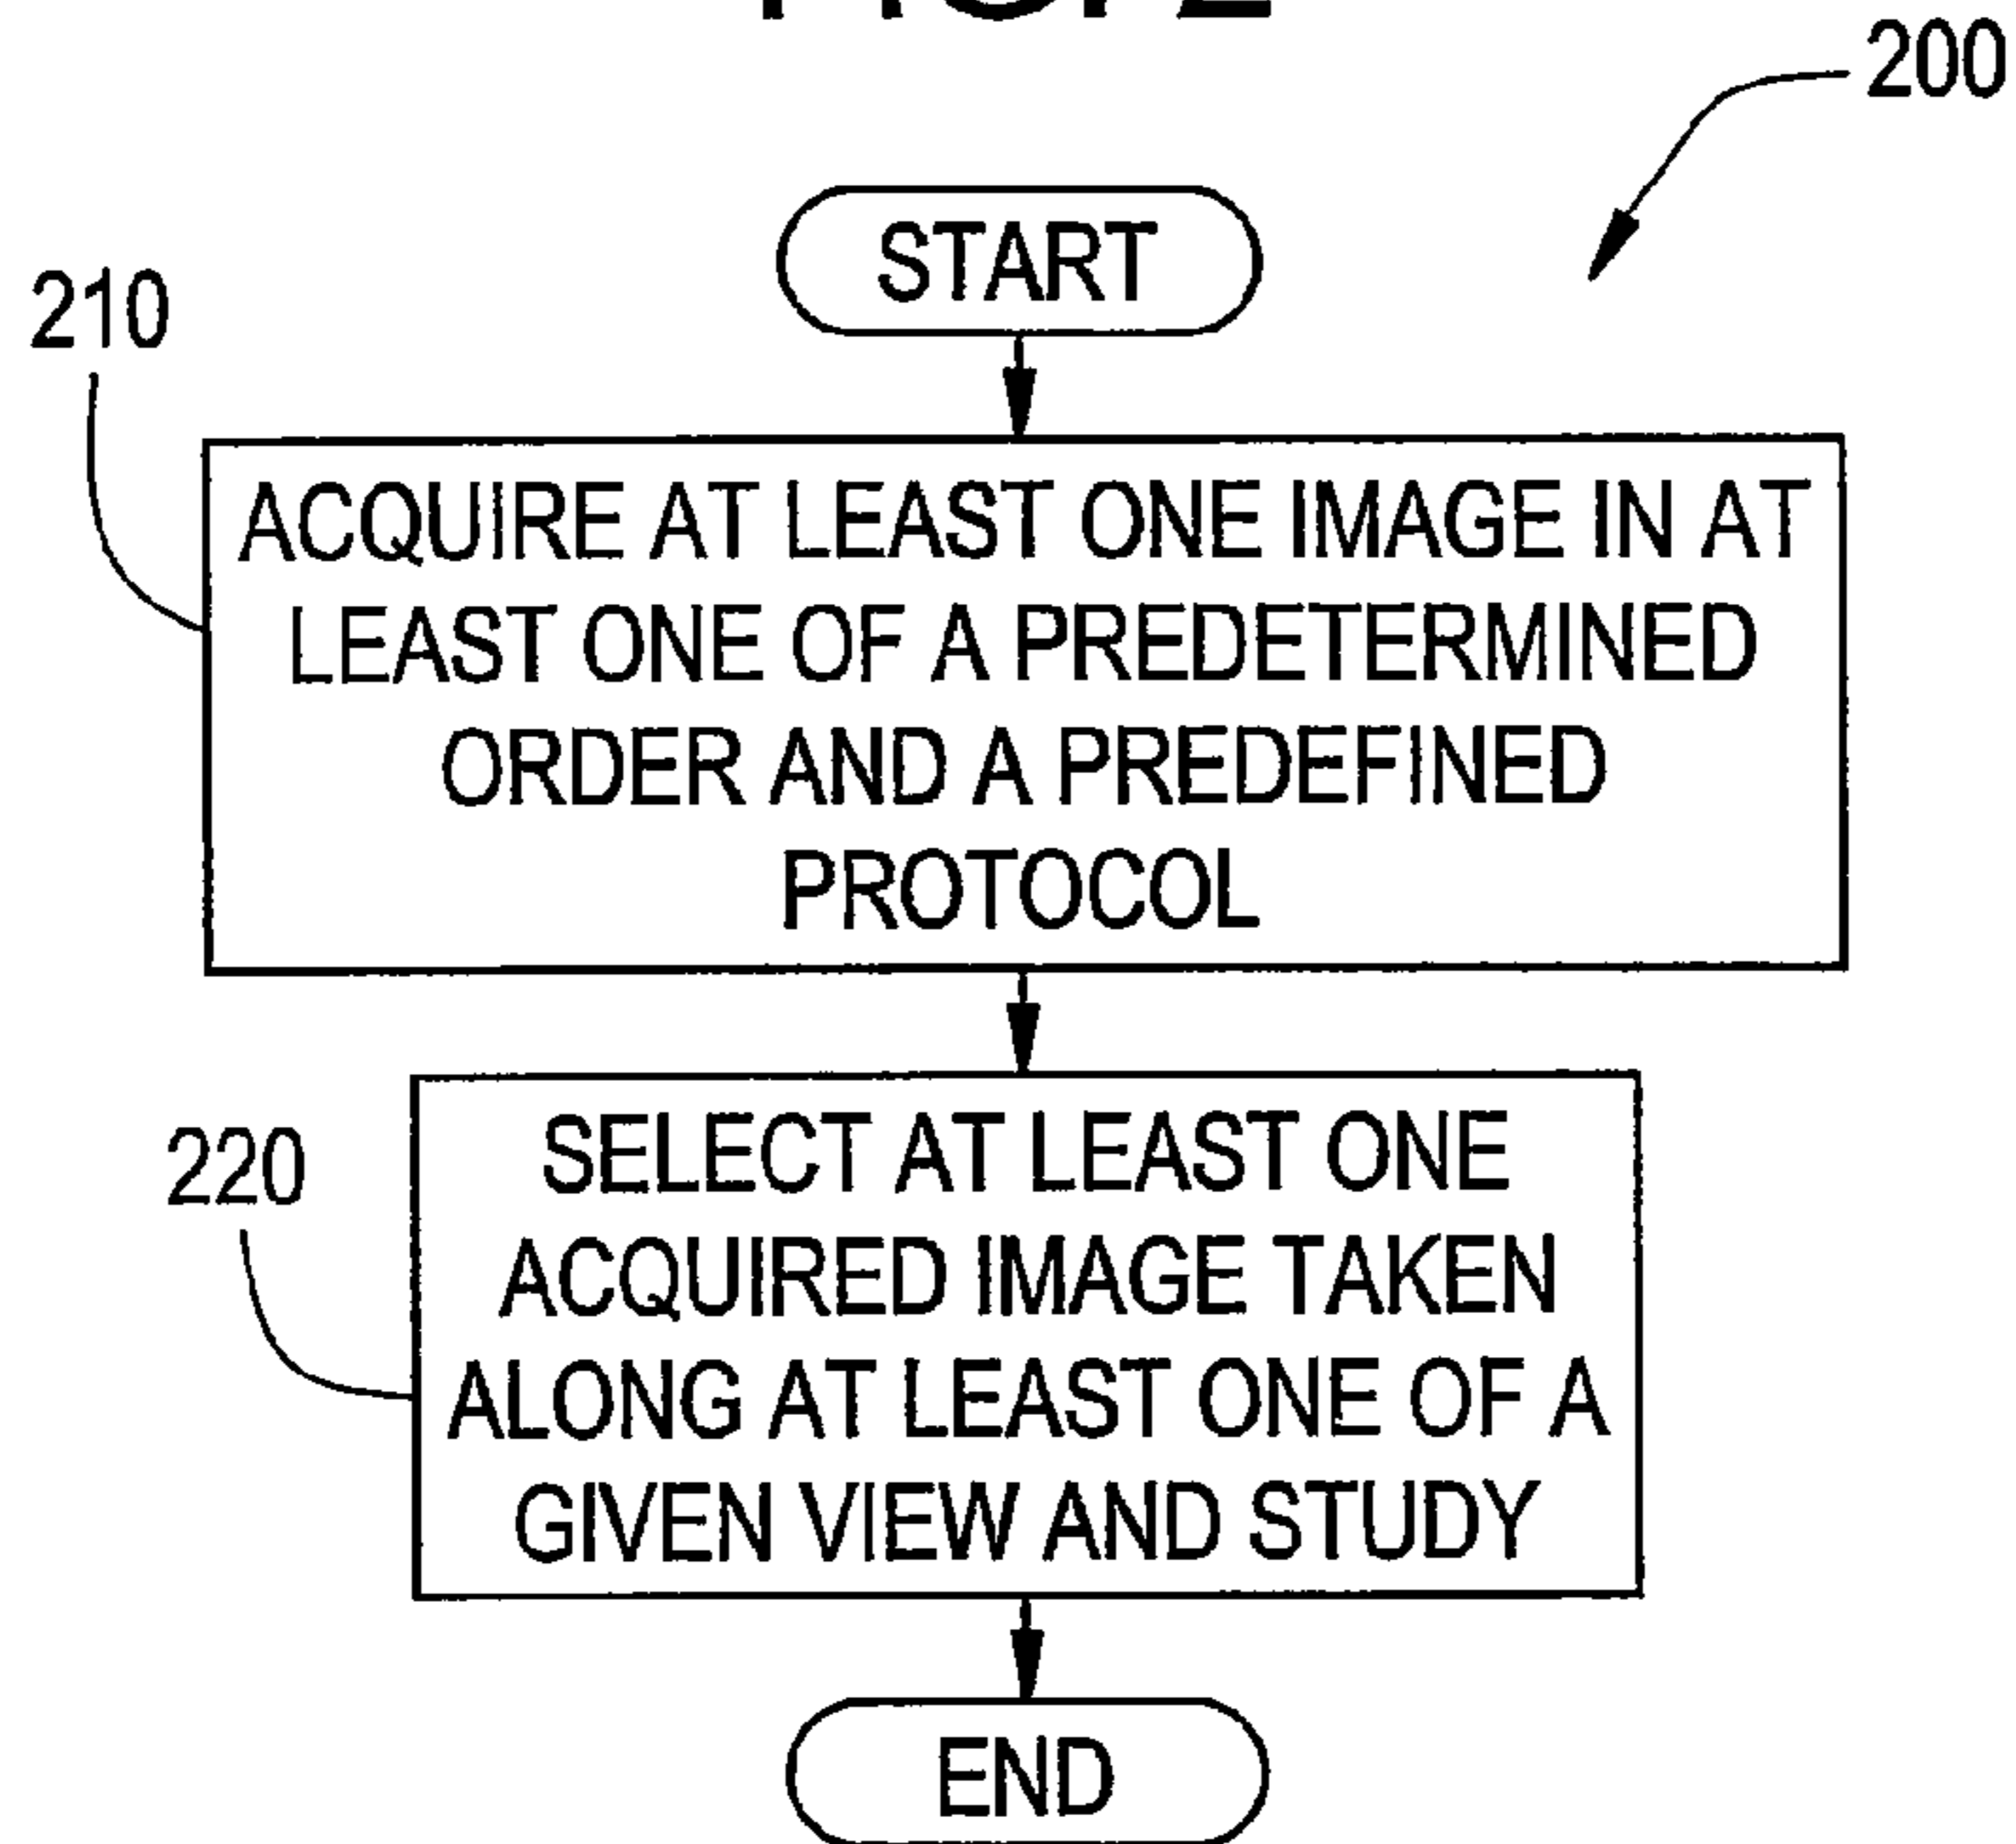 200
START
210
ACQUIRE AT LEAST ONE IMAGE IN AT
LEAST ONE OF A PREDETERMINED
ORDER AND A PREDEFINED
PROTOCOL
220
SELECT AT LEAST ONE
ACQUIRED IMAGE TAKEN
ALONG AT LEAST ONE OF A
GIVEN VIEW AND STUDY
END